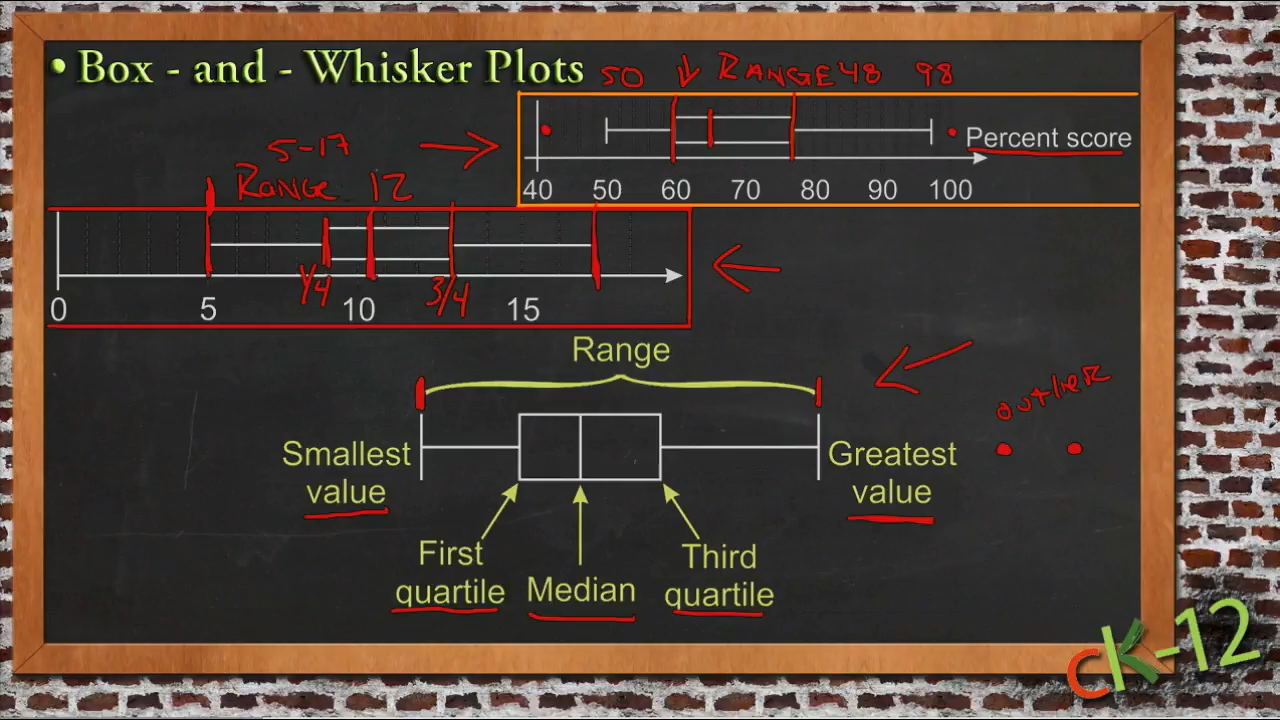 • Box - and - Whisker Plots
50 RANGE 48 98
Percent score
40 50 60 70 80 90 100
5-17
Range 12
1/4 3/4
0 5 10 15
Range
outlier
Smallest value
Greatest value
First quartile
Median
Third quartile
CK-12